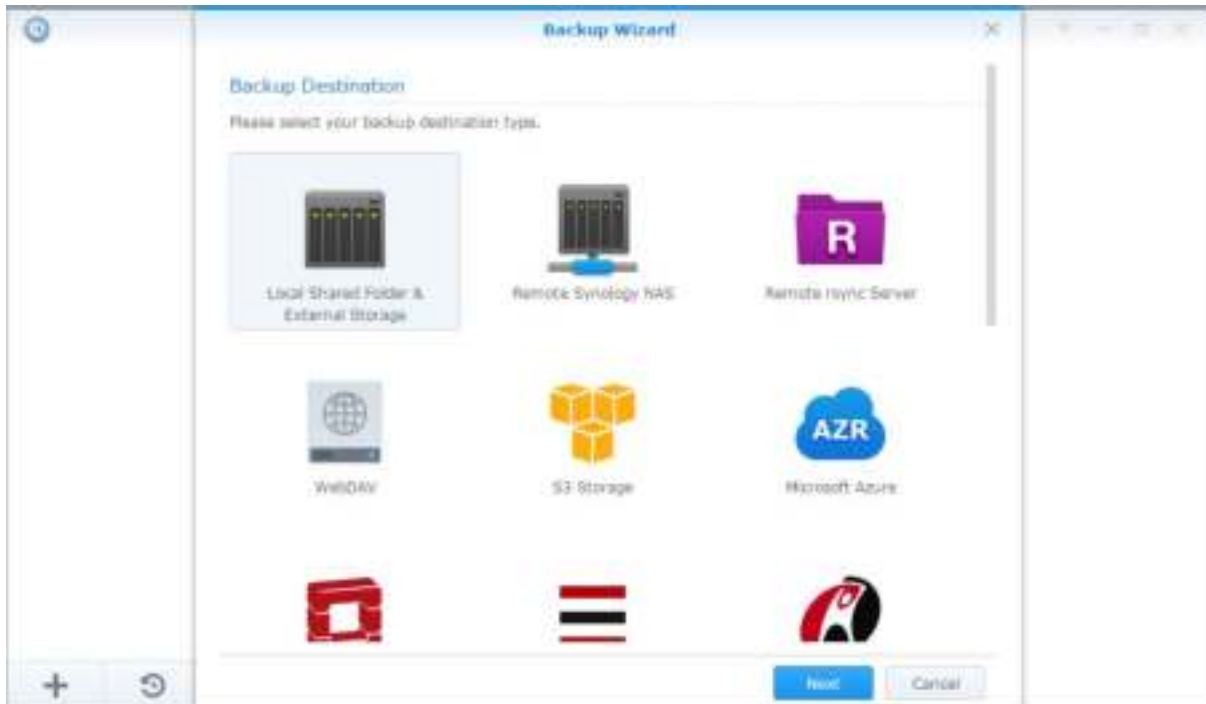 Backup Wizard
Backup Destination
Please select your backup destination type.
R
Local Shared Folder &
External Storage
Remote Synology NAS
Remote rsync Server
AZR
WebDAV
S3 Storage
Microsoft Azure
Next
Cancel